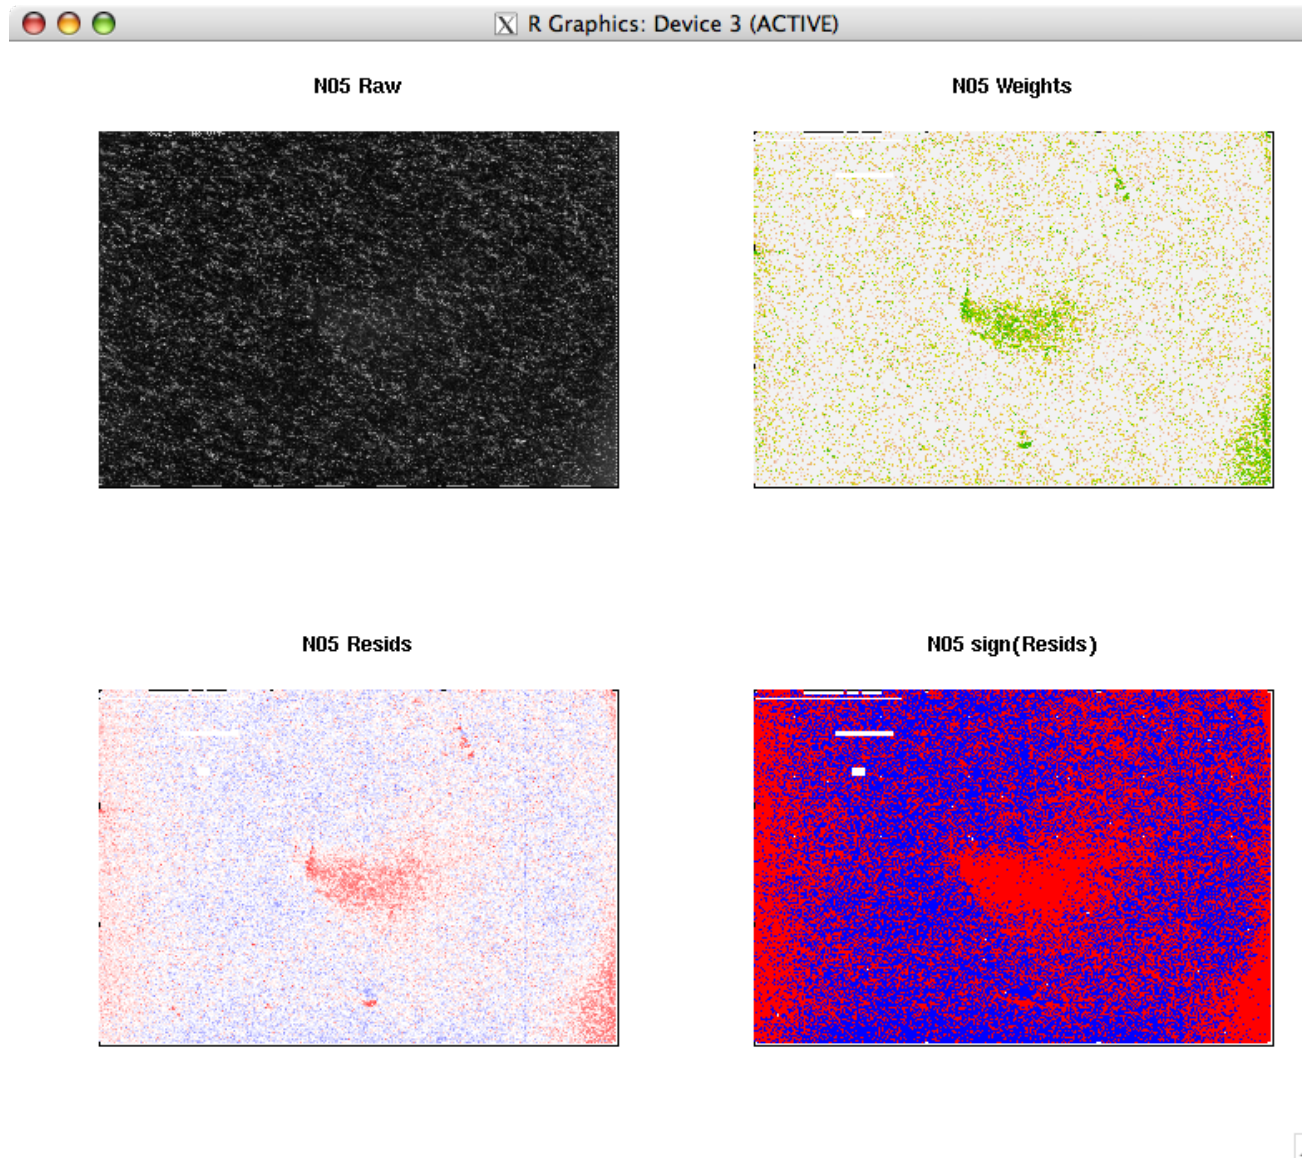 R Graphics: Device 3 (ACTIVE)
N05 Raw
N05 Weights
N05 Resids
N05 sign(Resids)